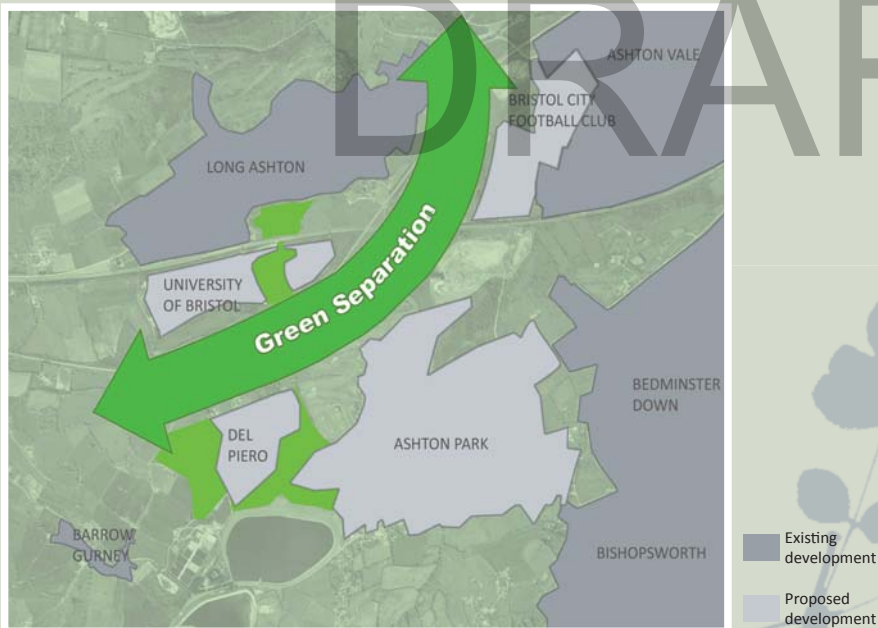 DRAF
ASHTON VALE
BRISTOL CITY
FOOTBALL CLUB
LONG ASHTON
UNIVERSITY
OF BRISTOL
Green Separation
BEDMINSTER
DOWN
DEL
PIERO
ASHTON PARK
BARROW
GURNEY
BISHOPSWORTH
Existing
development
Proposed
development